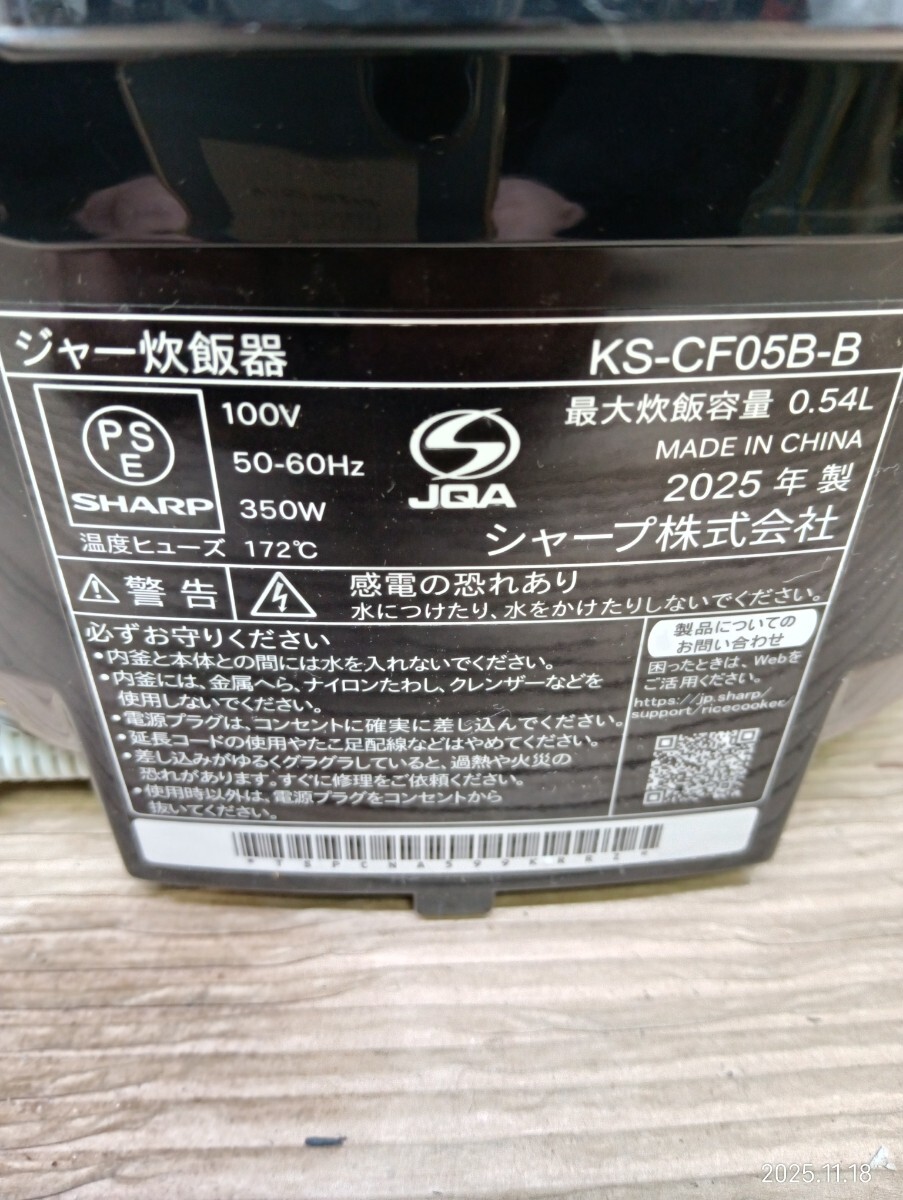 ジャー炊飯器 KS-CF05B-B
PSE
SHARP
100V
50-60Hz
350W
温度ヒューズ 172℃
JQA
最大炊飯容量 0.54L
MADE IN CHINA
2025年製
シャープ株式会社
警告
感電の恐れあり
水につけたり、水をかけたりしないでください。
必ずお守りください
•内釜と本体との間には水を入れないでください。
•内釜には、金属へら、ナイロンたわし、クレンザーなどを
使用しないでください。
•電源プラグは、コンセントに確実に差し込んでください。
•延長コードの使用やたこ足配線などはやめてください。
•差し込みがゆるくグラグラしていると、過熱や火災の
恐れがあります。すぐに修理をご依頼ください。
•使用時以外は、電源プラグをコンセントから
抜いてください。
製品についての
お問い合わせ
困ったときは、Webを
ご活用ください。
https://jp.sharp/
support/ricecooker/
2025.11.18